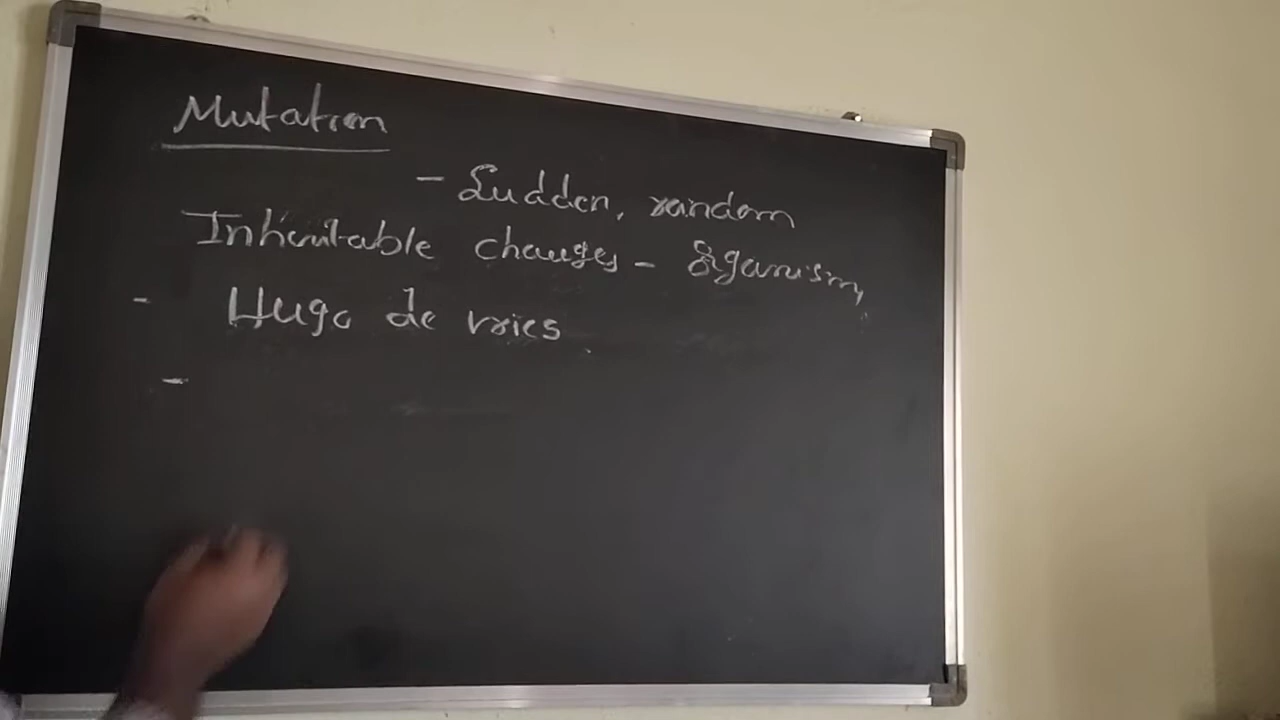 Mutation
- Sudden, random
Inheritable changes - organism,
- Hugo de vries
-